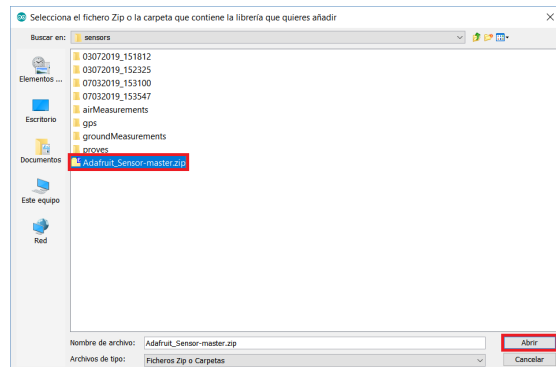 Selecciona el fichero Zip o la carpeta que contiene la librería que quieres añadir
Buscar en: sensors
03072019_151812
03072019_152325
07032019_153100
07032019_153547
airMeasurements
gps
groundMeasurements
proves
Adafruit_Sensor-master.zip
Elementos ...
Escritorio
Documentos
Este equipo
Red
Nombre de archivo: Adafruit_Sensor-master.zip
Abrir
Archivos de tipo: Ficheros Zip o Carpetas
Cancelar